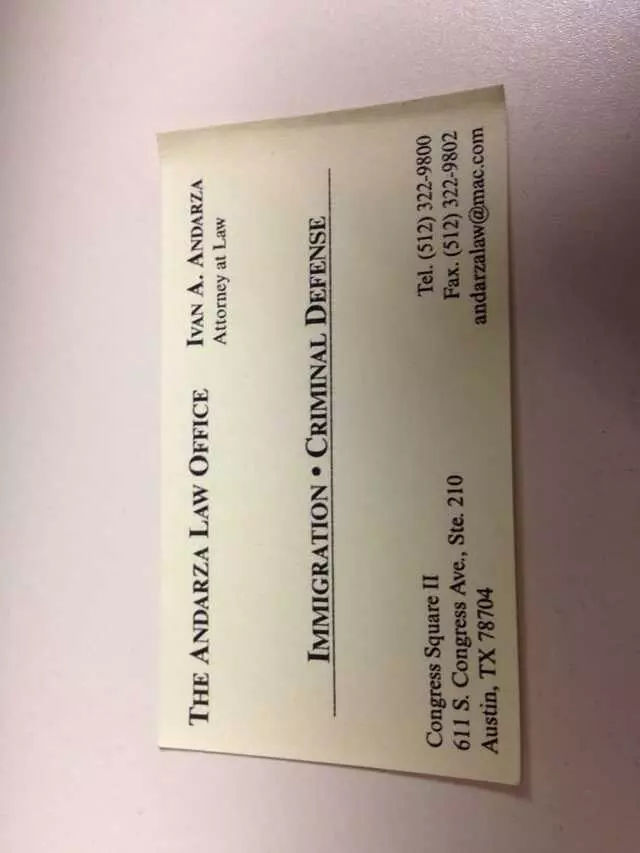 THE ANDARZA LAW OFFICE
IVAN A. ANDARZA
Attorney at Law
IMMIGRATION • CRIMINAL DEFENSE
Congress Square II
611 S. Congress Ave., Ste. 210
Austin, TX 78704
Tel. (512) 322-9800
Fax. (512) 322-9802
andarzalaw@mac.com